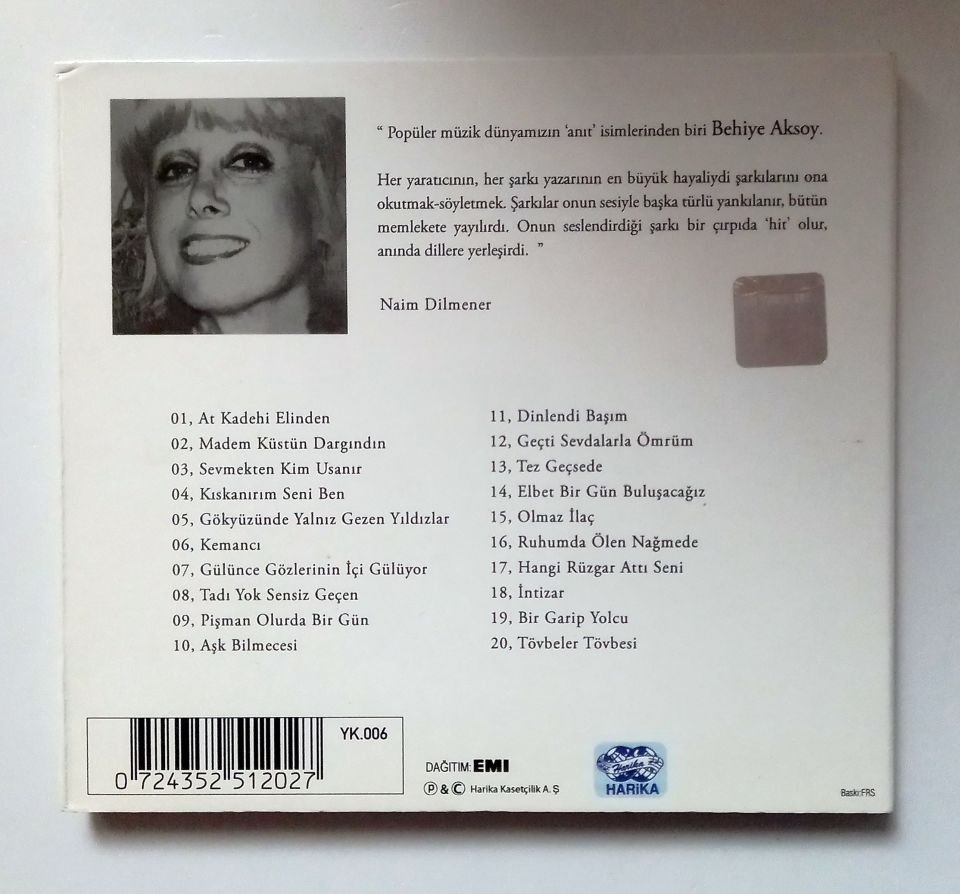 “ Popüler müzik dünyamızın ‘anıt’ isimlerinden biri Behiye Aksoy.
Her yaratıcının, her şarkı yazarının en büyük hayaliydi şarkılarını ona
okutmak-söyletmek. Şarkılar onun sesiyle başka türlü yankılanır, bütün
memlekete yayılırdı. Onun seslendirdiği şarkı bir çırpıda ‘hit’ olur,
anında dillere yerleşirdi. ”
Naim Dilmener
01, At Kadehi Elinden
02, Madem Küstün Dargındın
03, Sevmekten Kim Usanır
04, Kıskanırım Seni Ben
05, Gökyüzünde Yalnız Gezen Yıldızlar
06, Kemancı
07, Gülünce Gözlerinin İçi Gülüyor
08, Tadı Yok Sensiz Geçen
09, Pişman Olurda Bir Gün
10, Aşk Bilmecesi
11, Dinlendi Başım
12, Geçti Sevdalarla Ömrüm
13, Tez Geçsede
14, Elbet Bir Gün Buluşacağız
15, Olmaz İlaç
16, Ruhumda Ölen Nağmede
17, Hangi Rüzgar Attı Seni
18, İntizar
19, Bir Garip Yolcu
20, Tövbeler Tövbesi
YK.006
0 724352 512027
DAĞITIM: EMI
Ⓟ & © Harika Kasetçilik A. Ş
Harika
HARiKA
Baskı:FRS